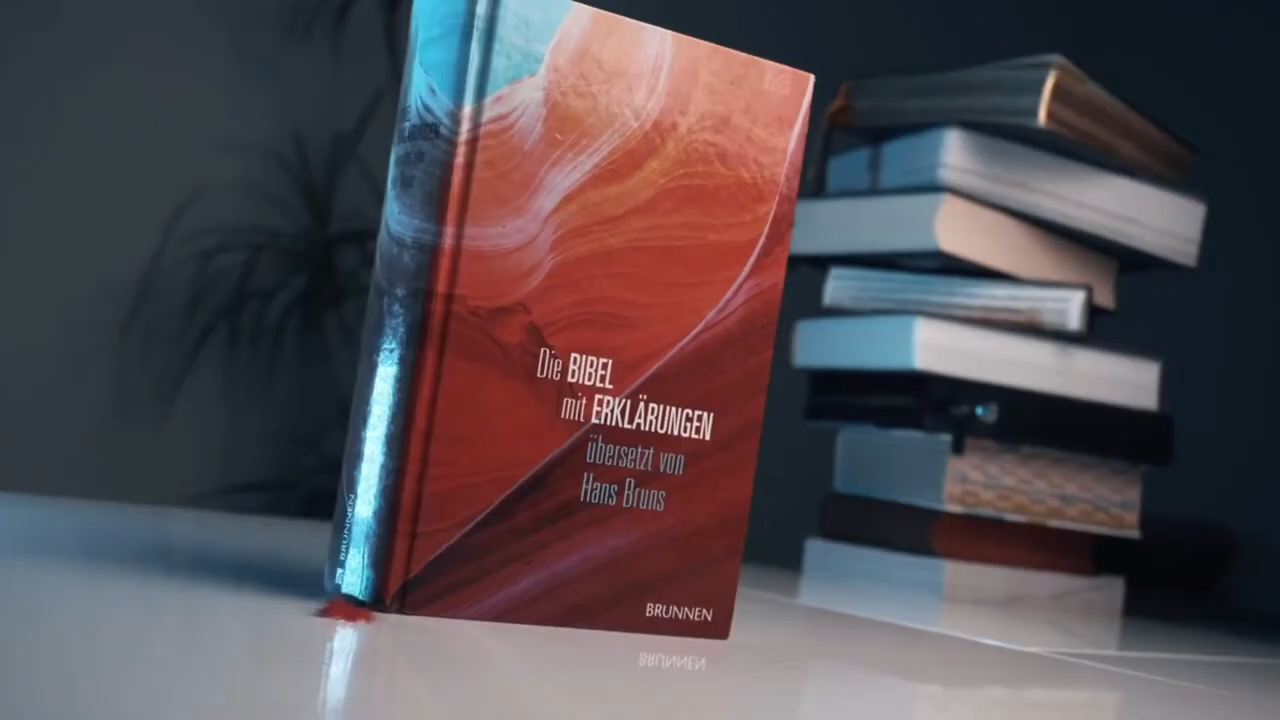 Die BIBEL
mit ERKLÄRUNGEN
übersetzt von
Hans Bruns
BRUNNEN
BRUNNEN